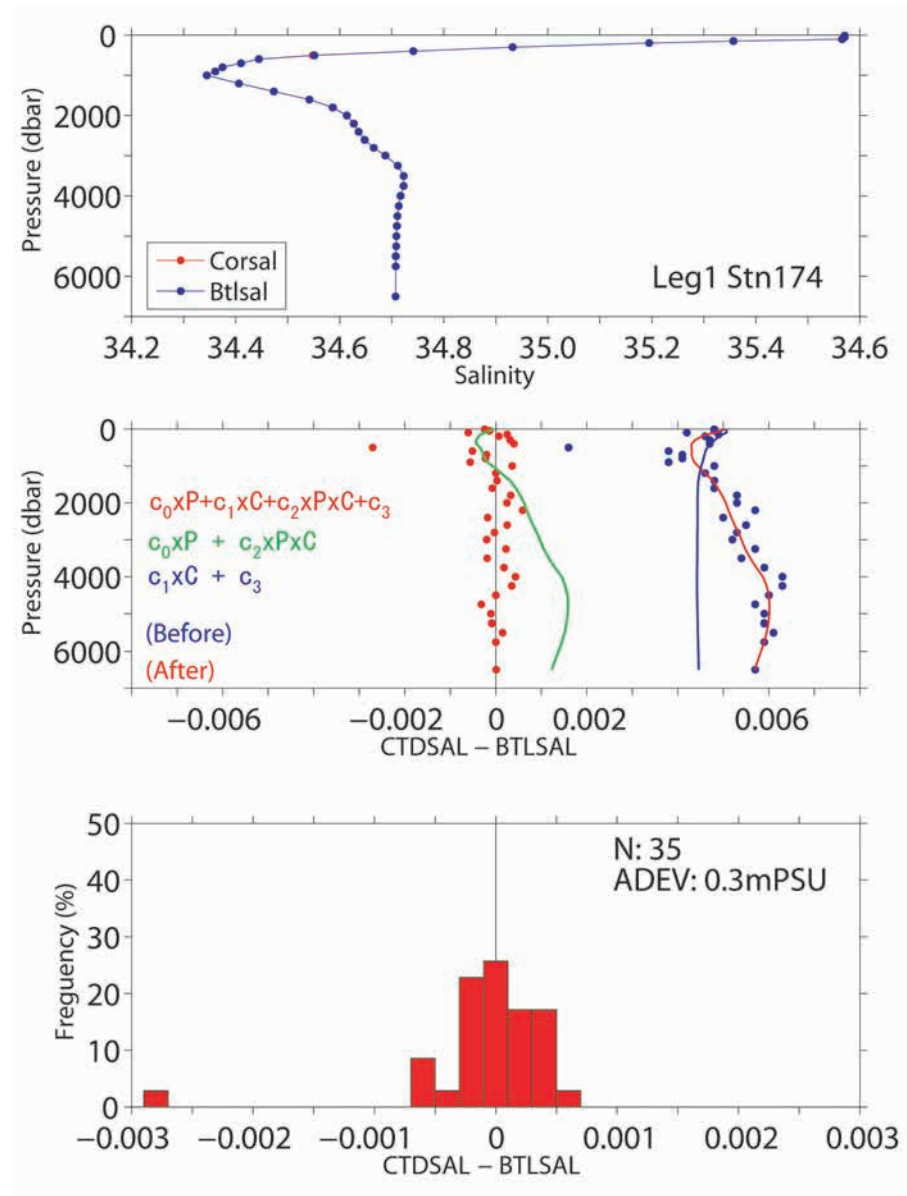 0
2000
4000
6000
Pressure (dbar)
Corsal
Btlsal
Leg1 Stn174
34.2 34.4 34.6 34.8 35.0 35.2 35.4 34.6
Salinity
0
2000
4000
6000
Pressure (dbar)
c₀xP+c₁xC+c₂xPxC+c₃
c₀xP + c₂xPxC
c₁xC + c₃
(Before)
(After)
−0.006 −0.002 0 0.002 0.006
CTDSAL − BTLSAL
50
40
30
20
10
0
Freguency (%)
N: 35
ADEV: 0.3mPSU
−0.003 −0.002 −0.001 0 0.001 0.002 0.003
CTDSAL − BTLSAL